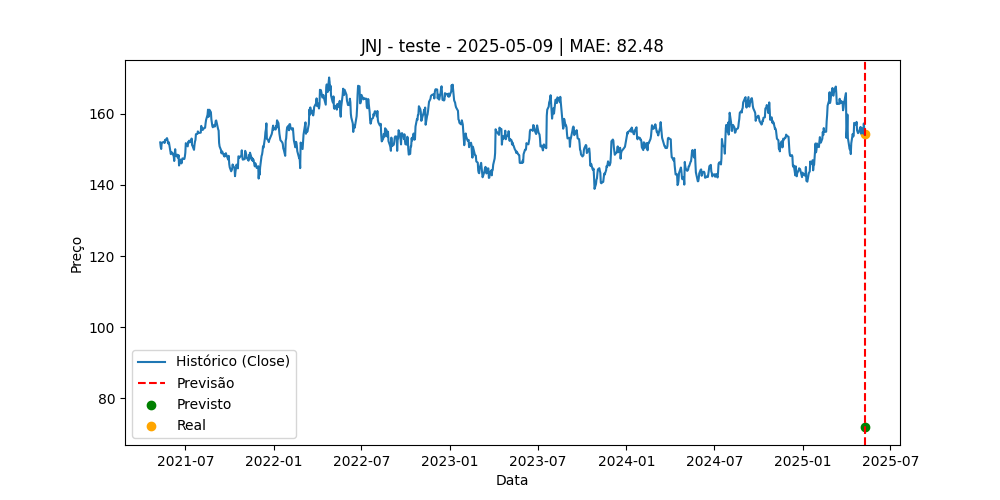 JNJ - teste - 2025-05-09 | MAE: 82.48
Preço
160
140
120
100
80
Histórico (Close)
Previsão
Previsto
Real
2021-07 2022-01 2022-07 2023-01 2023-07 2024-01 2024-07 2025-01 2025-07
Data